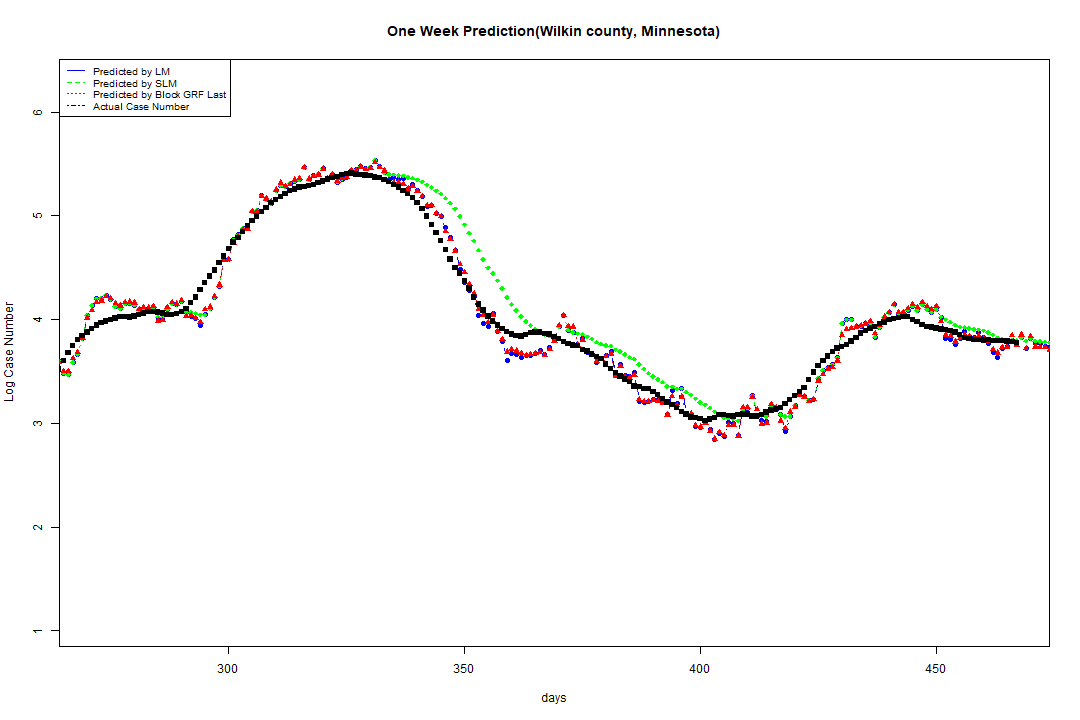 One Week Prediction(Wilkin county, Minnesota)
Predicted by LM
Predicted by SLM
Predicted by Block GRF Last
Actual Case Number
6
5
4
3
2
1
Log Case Number
300 350 400 450
days